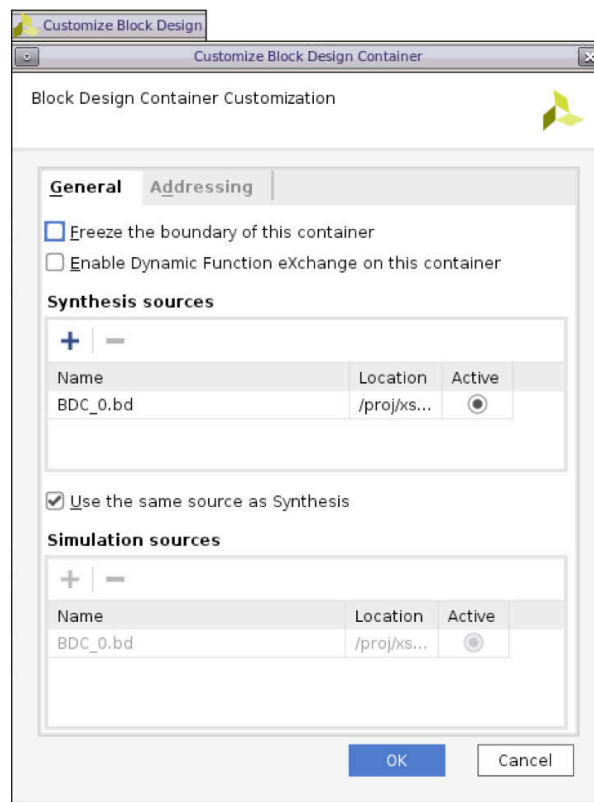 Customize Block Design
Customize Block Design Container
Block Design Container Customization
General Addressing
Freeze the boundary of this container
Enable Dynamic Function eXchange on this container
Synthesis sources
Name Location Active
BDC_0.bd /proj/xs...
Use the same source as Synthesis
Simulation sources
Name Location Active
BDC_0.bd /proj/xs...
OK Cancel